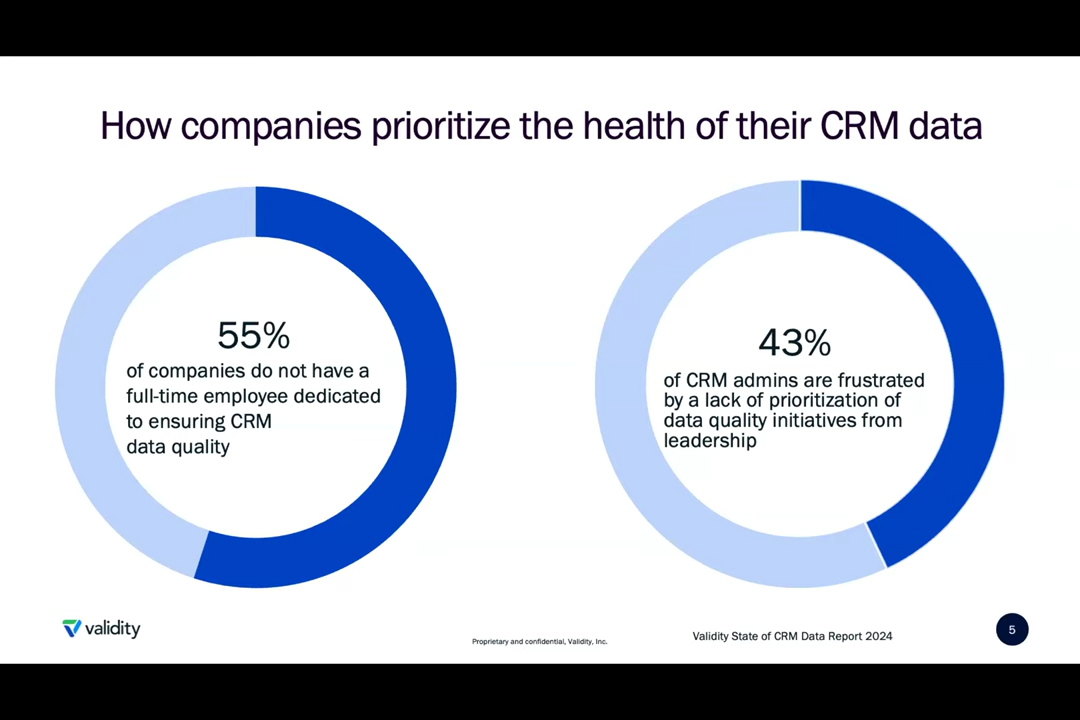 How companies prioritize the health of their CRM data
55%
of companies do not have a
full-time employee dedicated
to ensuring CRM
data quality
43%
of CRM admins are frustrated
by a lack of prioritization of
data quality initiatives from
leadership
validity
Proprietary and confidential, Validity, Inc.
Validity State of CRM Data Report 2024
5